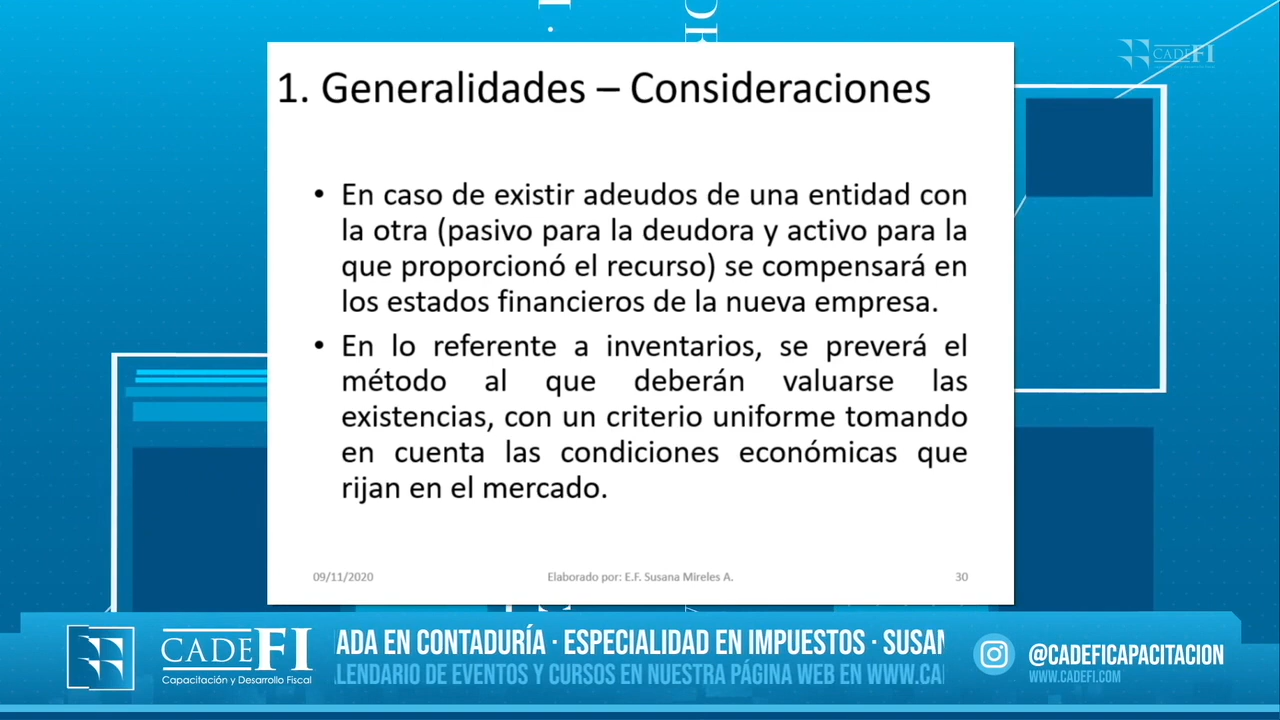 CADEFI
1. Generalidades – Consideraciones
• En caso de existir adeudos de una entidad con
la otra (pasivo para la deudora y activo para la
que proporcionó el recurso) se compensará en
los estados financieros de la nueva empresa.
• En lo referente a inventarios, se preverá el
método al que deberán valuarse las
existencias, con un criterio uniforme tomando
en cuenta las condiciones económicas que
rijan en el mercado.
09/11/2020
Elaborado por: E.F. Susana Mireles A.
30
CADEFI
Capacitación y Desarrollo Fiscal
ADA EN CONTADURÍA · ESPECIALIDAD EN IMPUESTOS · SUSAN
LENDARIO DE EVENTOS Y CURSOS EN NUESTRA PÁGINA WEB EN WWW.CA
@CADEFICAPACITACION
WWW.CADEFI.COM